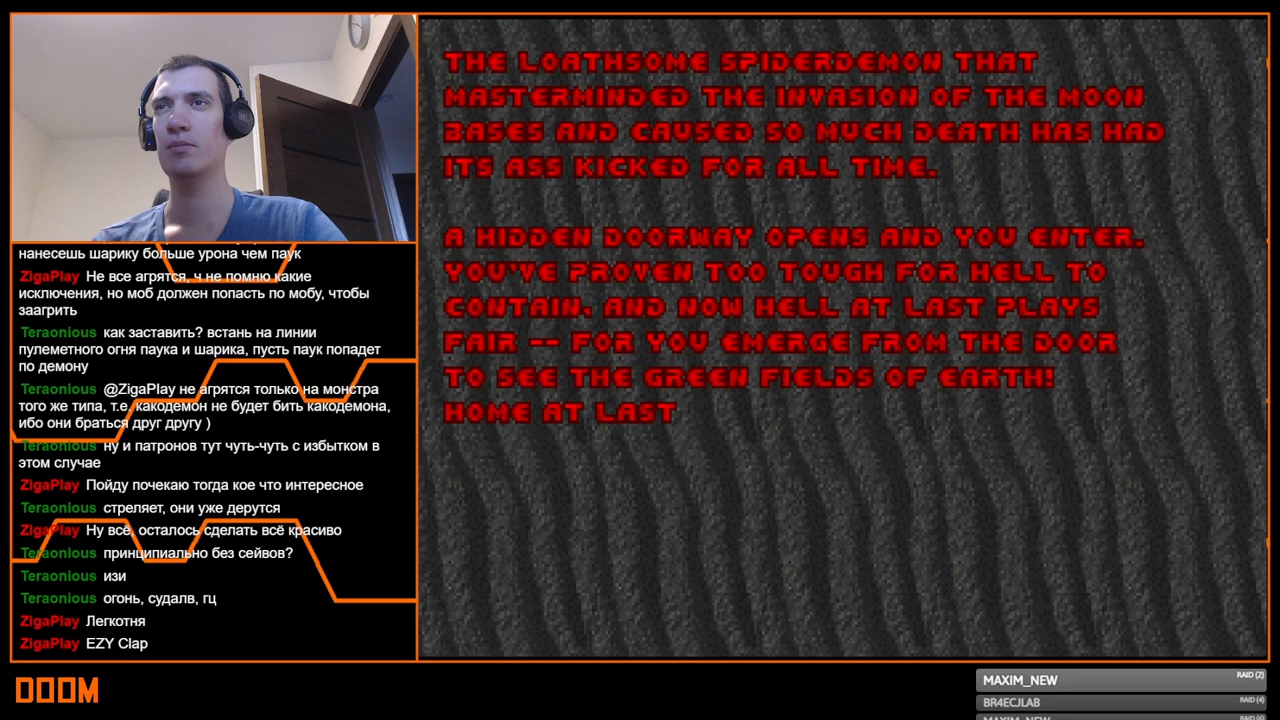 THE LOATHSOME SPIDERDEMON THAT
MASTERMINDED THE INVASION OF THE MOON
BASES AND CAUSED SO MUCH DEATH HAS HAD
ITS ASS KICKED FOR ALL TIME.
A HIDDEN DOORWAY OPENS AND YOU ENTER.
YOU'VE PROVEN TOO TOUGH FOR HELL TO
CONTAIN, AND NOW HELL AT LAST PLAYS
FAIR -- FOR YOU EMERGE FROM THE DOOR
TO SEE THE GREEN FIELDS OF EARTH!
HOME AT LAST
нанесешь шарику больше урона чем паук
ZigaPlay Не все агрятся, ч не помню какие
исключения, но моб должен попасть по мобу, чтобы
заагрить
Teraonious как заставить? встань на линии
пулеметного огня паука и шарика, пусть паук попадет
по демону
Teraonious @ZigaPlay не агрятся только на монстра
того же типа, т.е. какодемон не будет бить какодемона,
ибо они браться друг другу )
Teraonious ну и патронов тут чуть-чуть с избытком в
этом случае
ZigaPlay Пойду почекаю тогда кое что интересное
Teraonious стреляет, они уже дерутся
ZigaPlay Ну всё, осталось сделать всё красиво
Teraonious принципиально без сейвов?
Teraonious изи
Teraonious огонь, судалв, гц
ZigaPlay Легкотня
ZigaPlay EZY Clap
DOOM
MAXIM_NEW RAID (2)
BR4ECJLAB RAID (4)